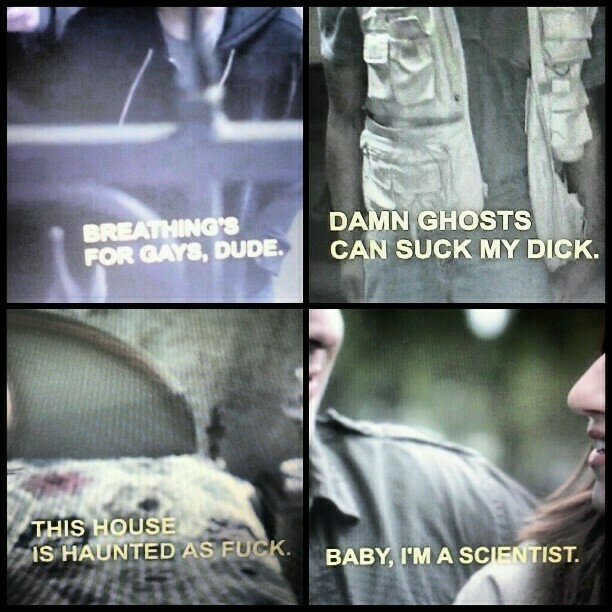 BREATHING'S
FOR GAYS, DUDE.
DAMN GHOSTS
CAN SUCK MY DICK.
THIS HOUSE
IS HAUNTED AS FUCK.
BABY, I'M A SCIENTIST.